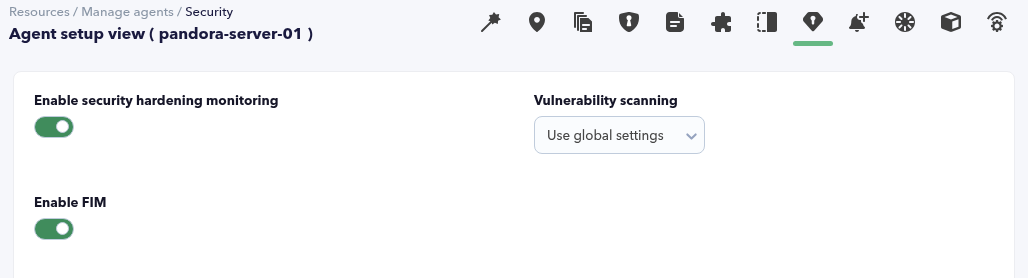 Resources / Manage agents / Security
Agent setup view ( pandora-server-01 )
Enable security hardening monitoring
Vulnerability scanning
Use global settings
Enable FIM